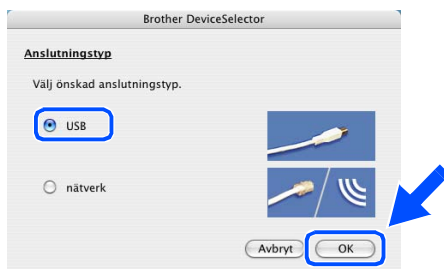 Brother DeviceSelector
Anslutningstyp
Välj önskad anslutningstyp.
USB
nätverk
Avbryt
OK